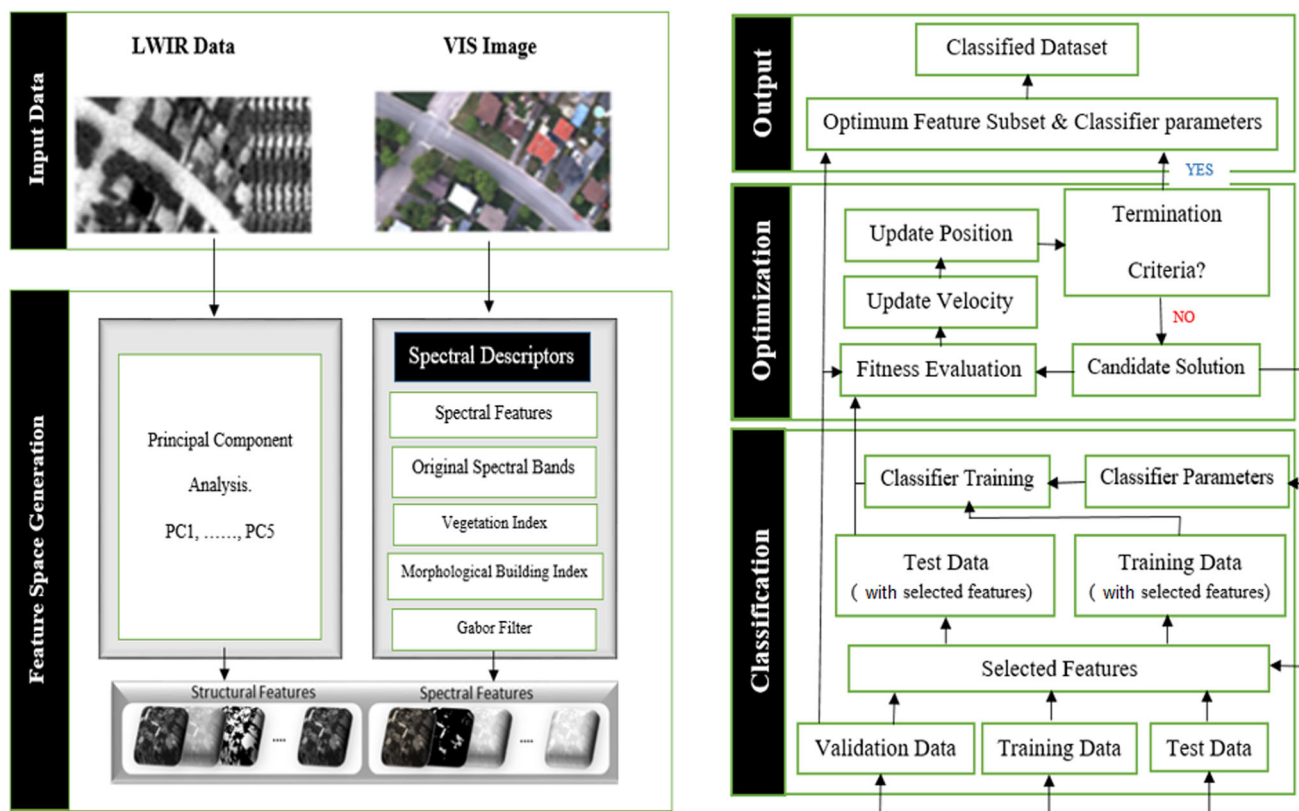 Input Data
LWIR Data
VIS Image
Feature Space Generation
Principal Component
Analysis.
PC1, ……, PC5
Spectral Descriptors
Spectral Features
Original Spectral Bands
Vegetation Index
Morphological Building Index
Gabor Filter
Structural Features
Spectral Features
....
....
Output
Classified Dataset
Optimum Feature Subset & Classifier parameters
YES
Optimization
Update Position
Termination
Criteria?
Update Velocity
NO
Fitness Evaluation
Candidate Solution
Classification
Classifier Training
Classifier Parameters
Test Data
( with selected features)
Training Data
( with selected features)
Selected Features
Validation Data
Training Data
Test Data